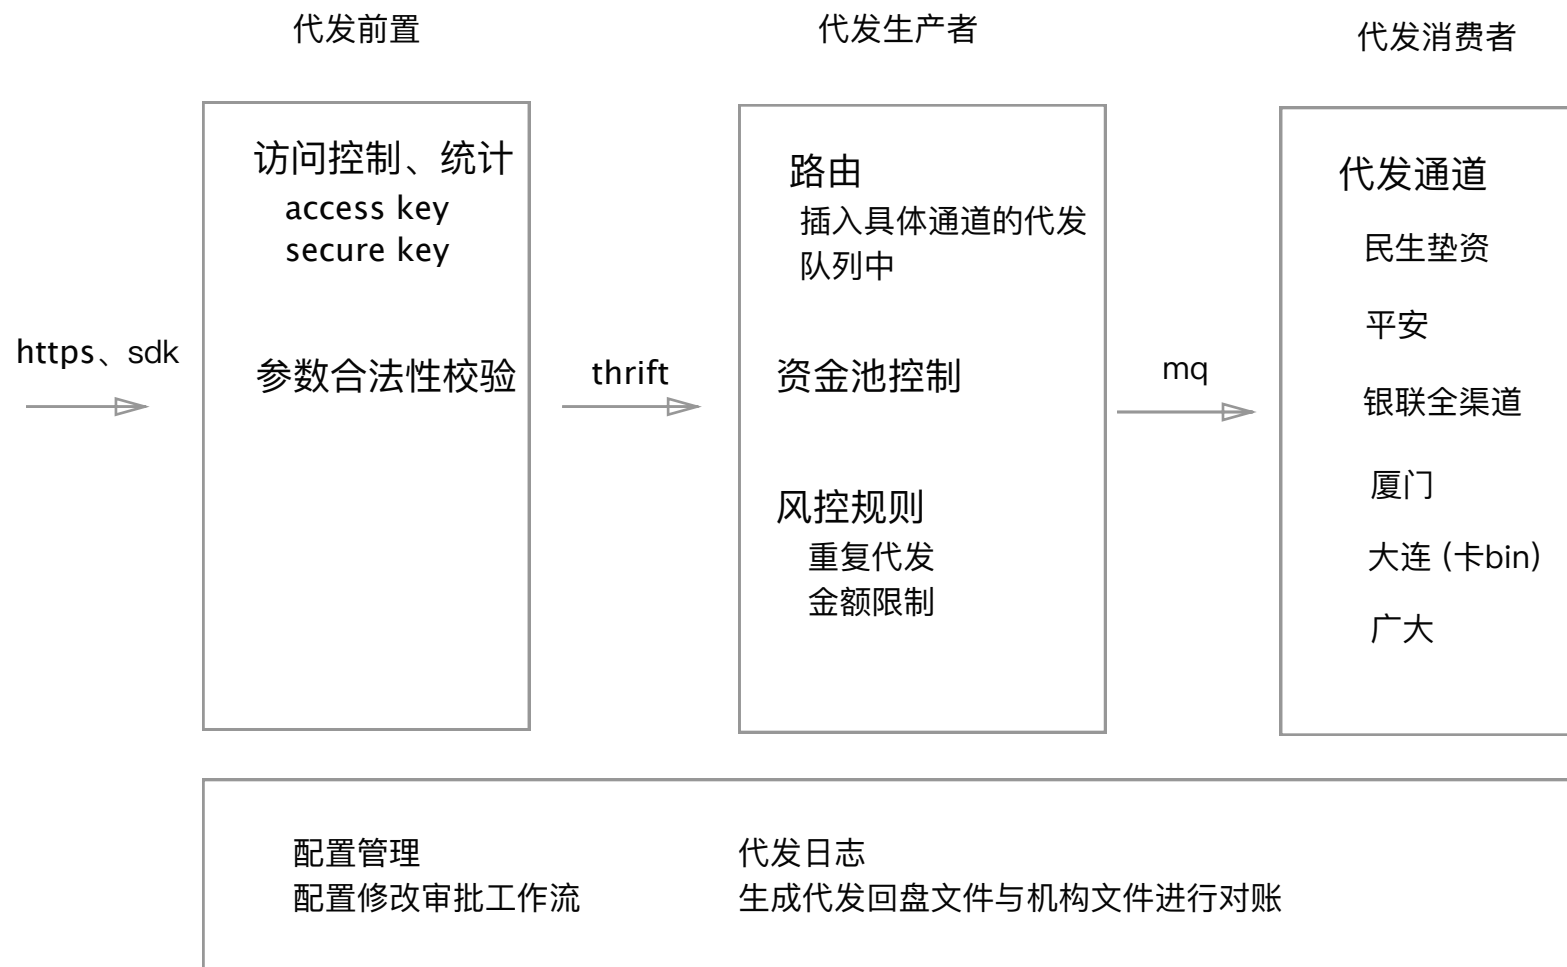 代发前置
代发生产者
代发消费者
访问控制、统计
access key
secure key
参数合法性校验
https、sdk
thrift
路由
插入具体通道的代发
队列中
资金池控制
风控规则
重复代发
金额限制
mq
代发通道
民生垫资
平安
银联全渠道
厦门
大连 (卡bin)
广大
配置管理
配置修改审批工作流
代发日志
生成代发回盘文件与机构文件进行对账